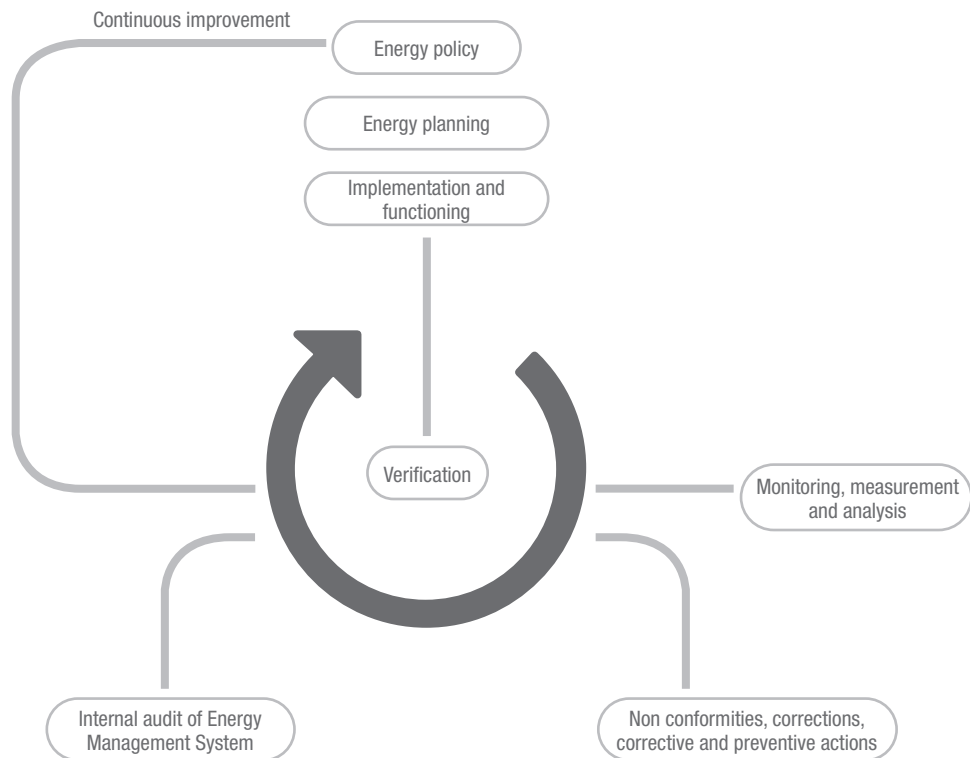 Continuous improvement
Energy policy
Energy planning
Implementation and
functioning
Verification
Monitoring, measurement
and analysis
Internal audit of Energy
Management System
Non conformities, corrections,
corrective and preventive actions